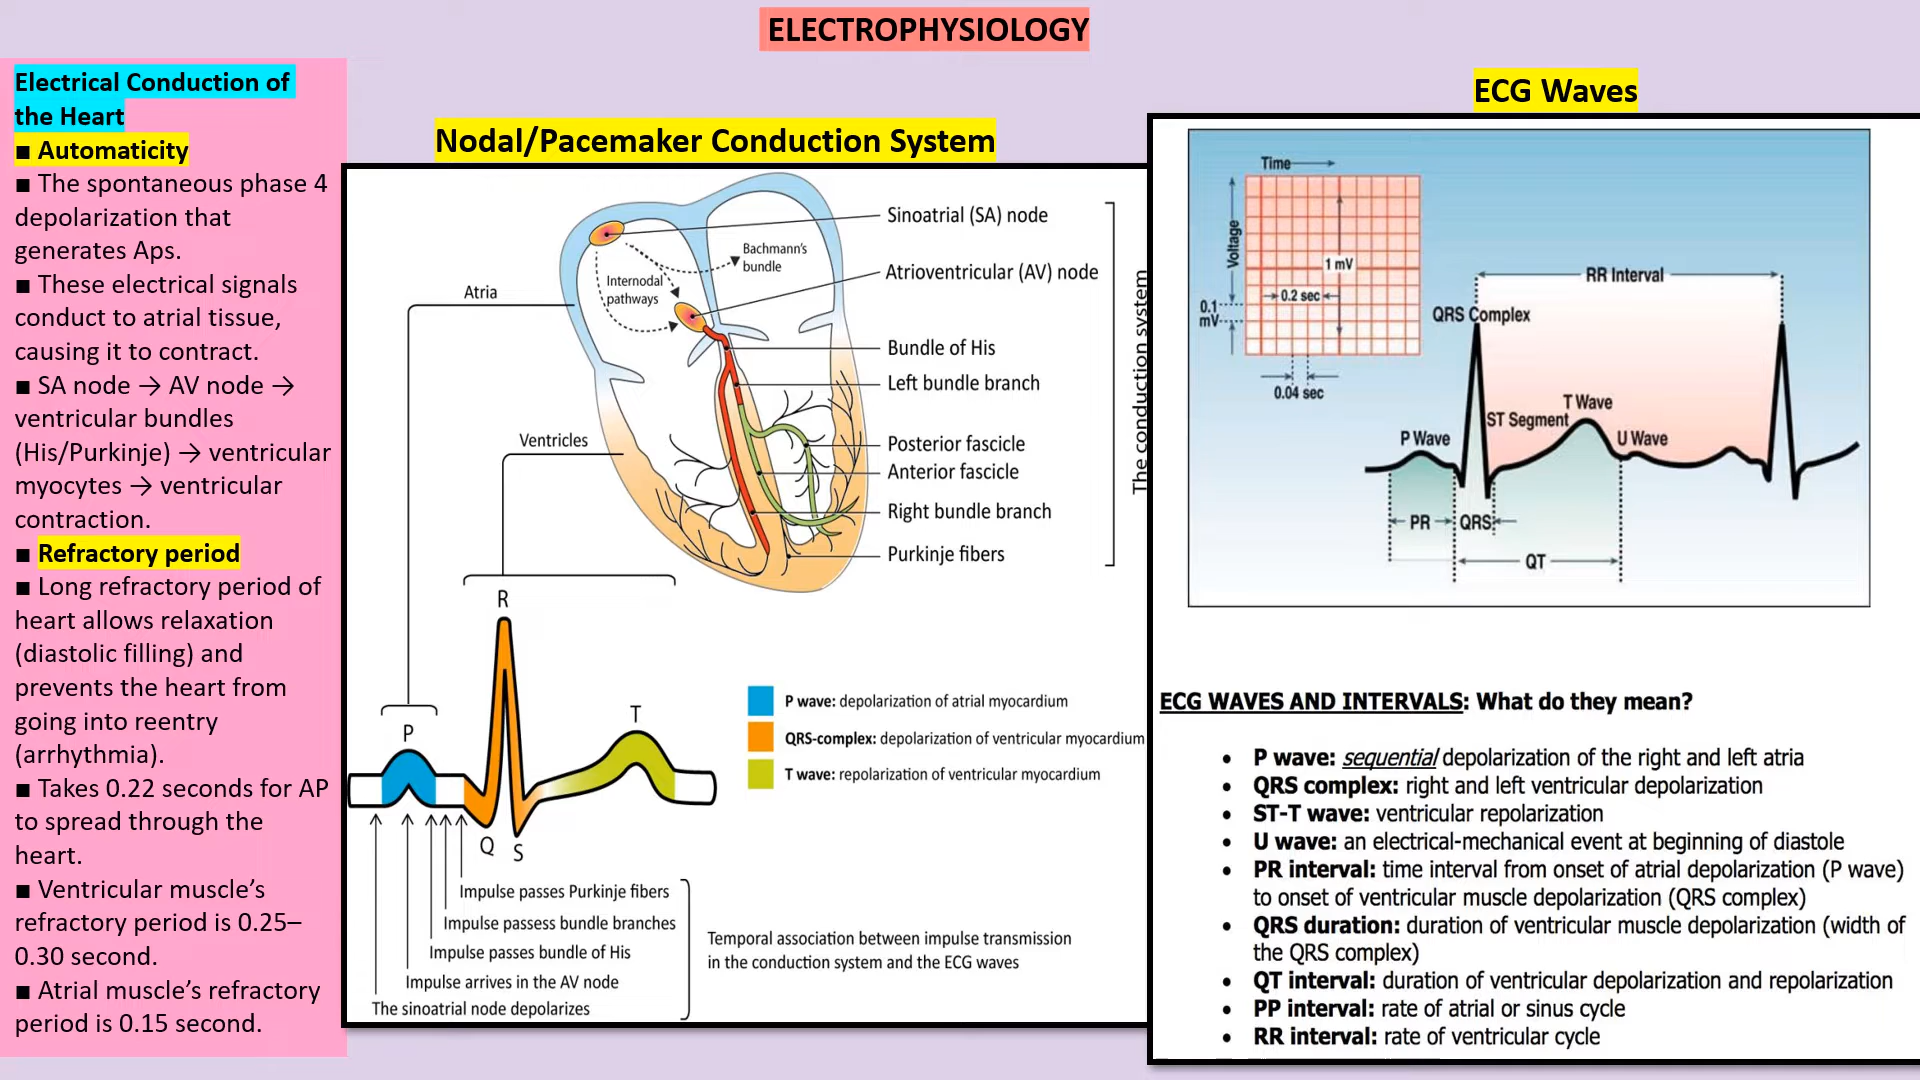 ELECTROPHYSIOLOGY
Electrical Conduction of
the Heart
■ Automaticity
■ The spontaneous phase 4
depolarization that
generates Aps.
■ These electrical signals
conduct to atrial tissue,
causing it to contract.
■ SA node → AV node →
ventricular bundles
(His/Purkinje) → ventricular
myocytes → ventricular
contraction.
■ Refractory period
■ Long refractory period of
heart allows relaxation
(diastolic filling) and
prevents the heart from
going into reentry
(arrhythmia).
■ Takes 0.22 seconds for AP
to spread through the
heart.
■ Ventricular muscle’s
refractory period is 0.25–
0.30 second.
■ Atrial muscle’s refractory
period is 0.15 second.
Nodal/Pacemaker Conduction System
Sinoatrial (SA) node
Bachmann's
bundle
Atrioventricular (AV) node
Internodal
pathways
Atria
Bundle of His
Left bundle branch
Ventricles
Posterior fascicle
Anterior fascicle
Right bundle branch
Purkinje fibers
The conduction system
R
P
T
Q
S
P wave: depolarization of atrial myocardium
QRS-complex: depolarization of ventricular myocardium
T wave: repolarization of ventricular myocardium
Impulse passes Purkinje fibers
Impulse passess bundle branches
Impulse passes bundle of His
Impulse arrives in the AV node
The sinoatrial node depolarizes
Temporal association between impulse transmission
in the conduction system and the ECG waves
ECG Waves
Time
Voltage
1 mV
0.2 sec
0.1
mV
0.04 sec
RR Interval
QRS Complex
T Wave
ST Segment
P Wave
U Wave
PR
QRS
QT
ECG WAVES AND INTERVALS: What do they mean?
• P wave: sequential depolarization of the right and left atria
• QRS complex: right and left ventricular depolarization
• ST-T wave: ventricular repolarization
• U wave: an electrical-mechanical event at beginning of diastole
• PR interval: time interval from onset of atrial depolarization (P wave)
to onset of ventricular muscle depolarization (QRS complex)
• QRS duration: duration of ventricular muscle depolarization (width of
the QRS complex)
• QT interval: duration of ventricular depolarization and repolarization
• PP interval: rate of atrial or sinus cycle
• RR interval: rate of ventricular cycle